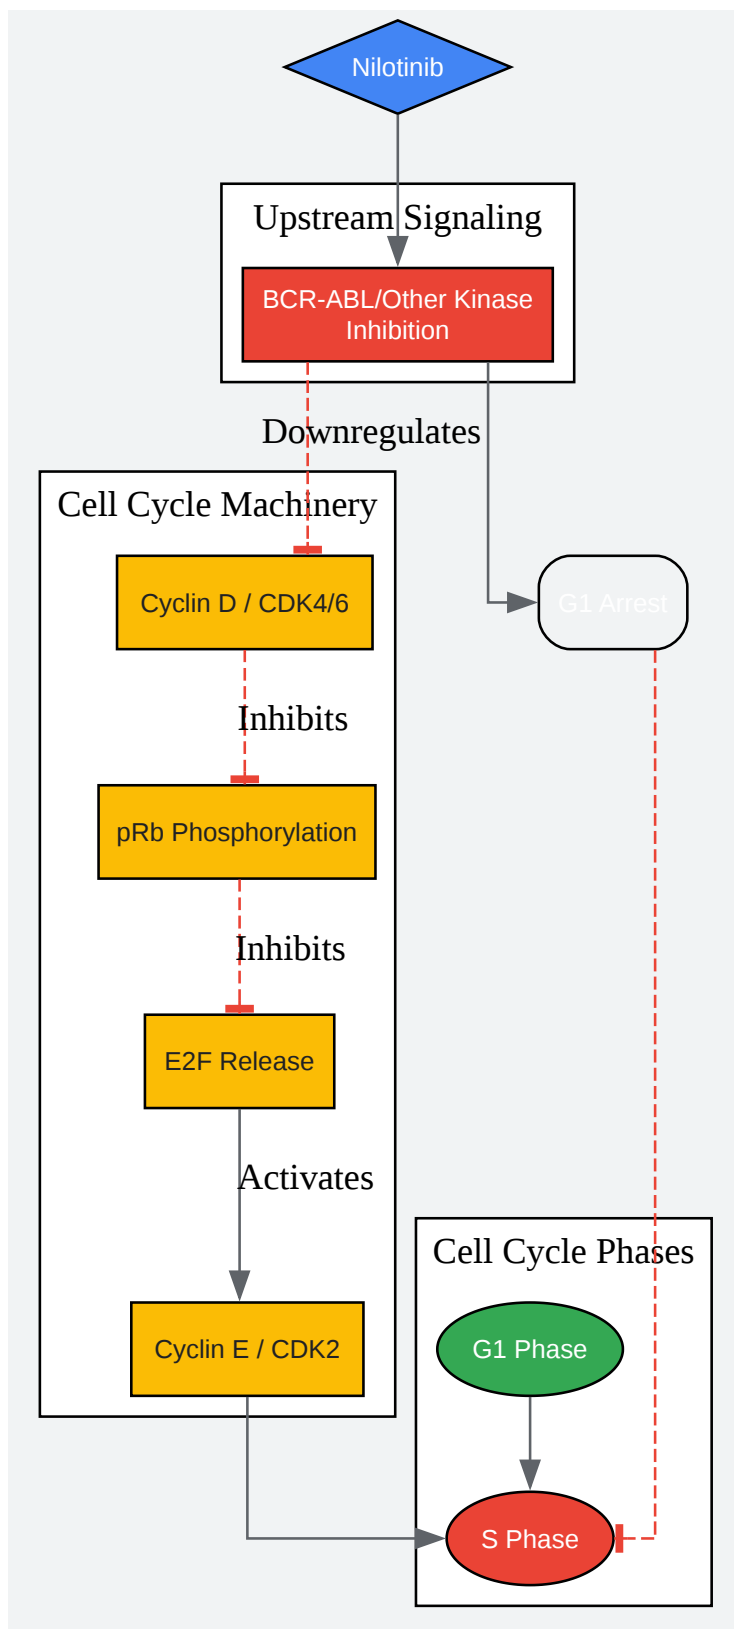 Nilotinib
Upstream Signaling
BCR-ABL/Other Kinase
Inhibition
Downregulates
Cell Cycle Machinery
Cyclin D / CDK4/6
G1 Arrest
Inhibits
pRb Phosphorylation
Inhibits
E2F Release
Activates
Cell Cycle Phases
Cyclin E / CDK2
G1 Phase
S Phase